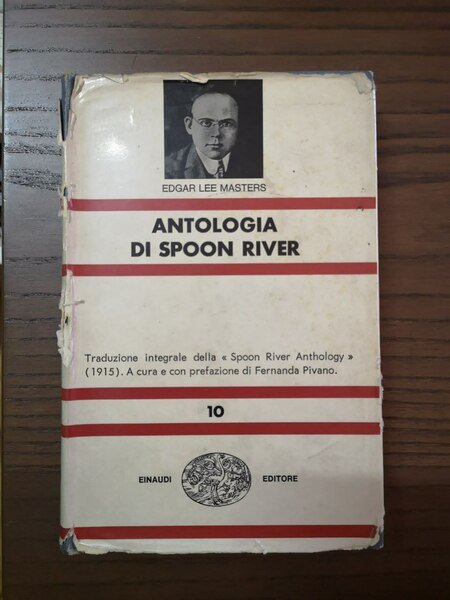 EDGAR LEE MASTERS
ANTOLOGIA
DI SPOON RIVER
Traduzione integrale della « Spoon River Anthology »
(1915). A cura e con prefazione di Fernanda Pivano.
10
EINAUDI EDITORE